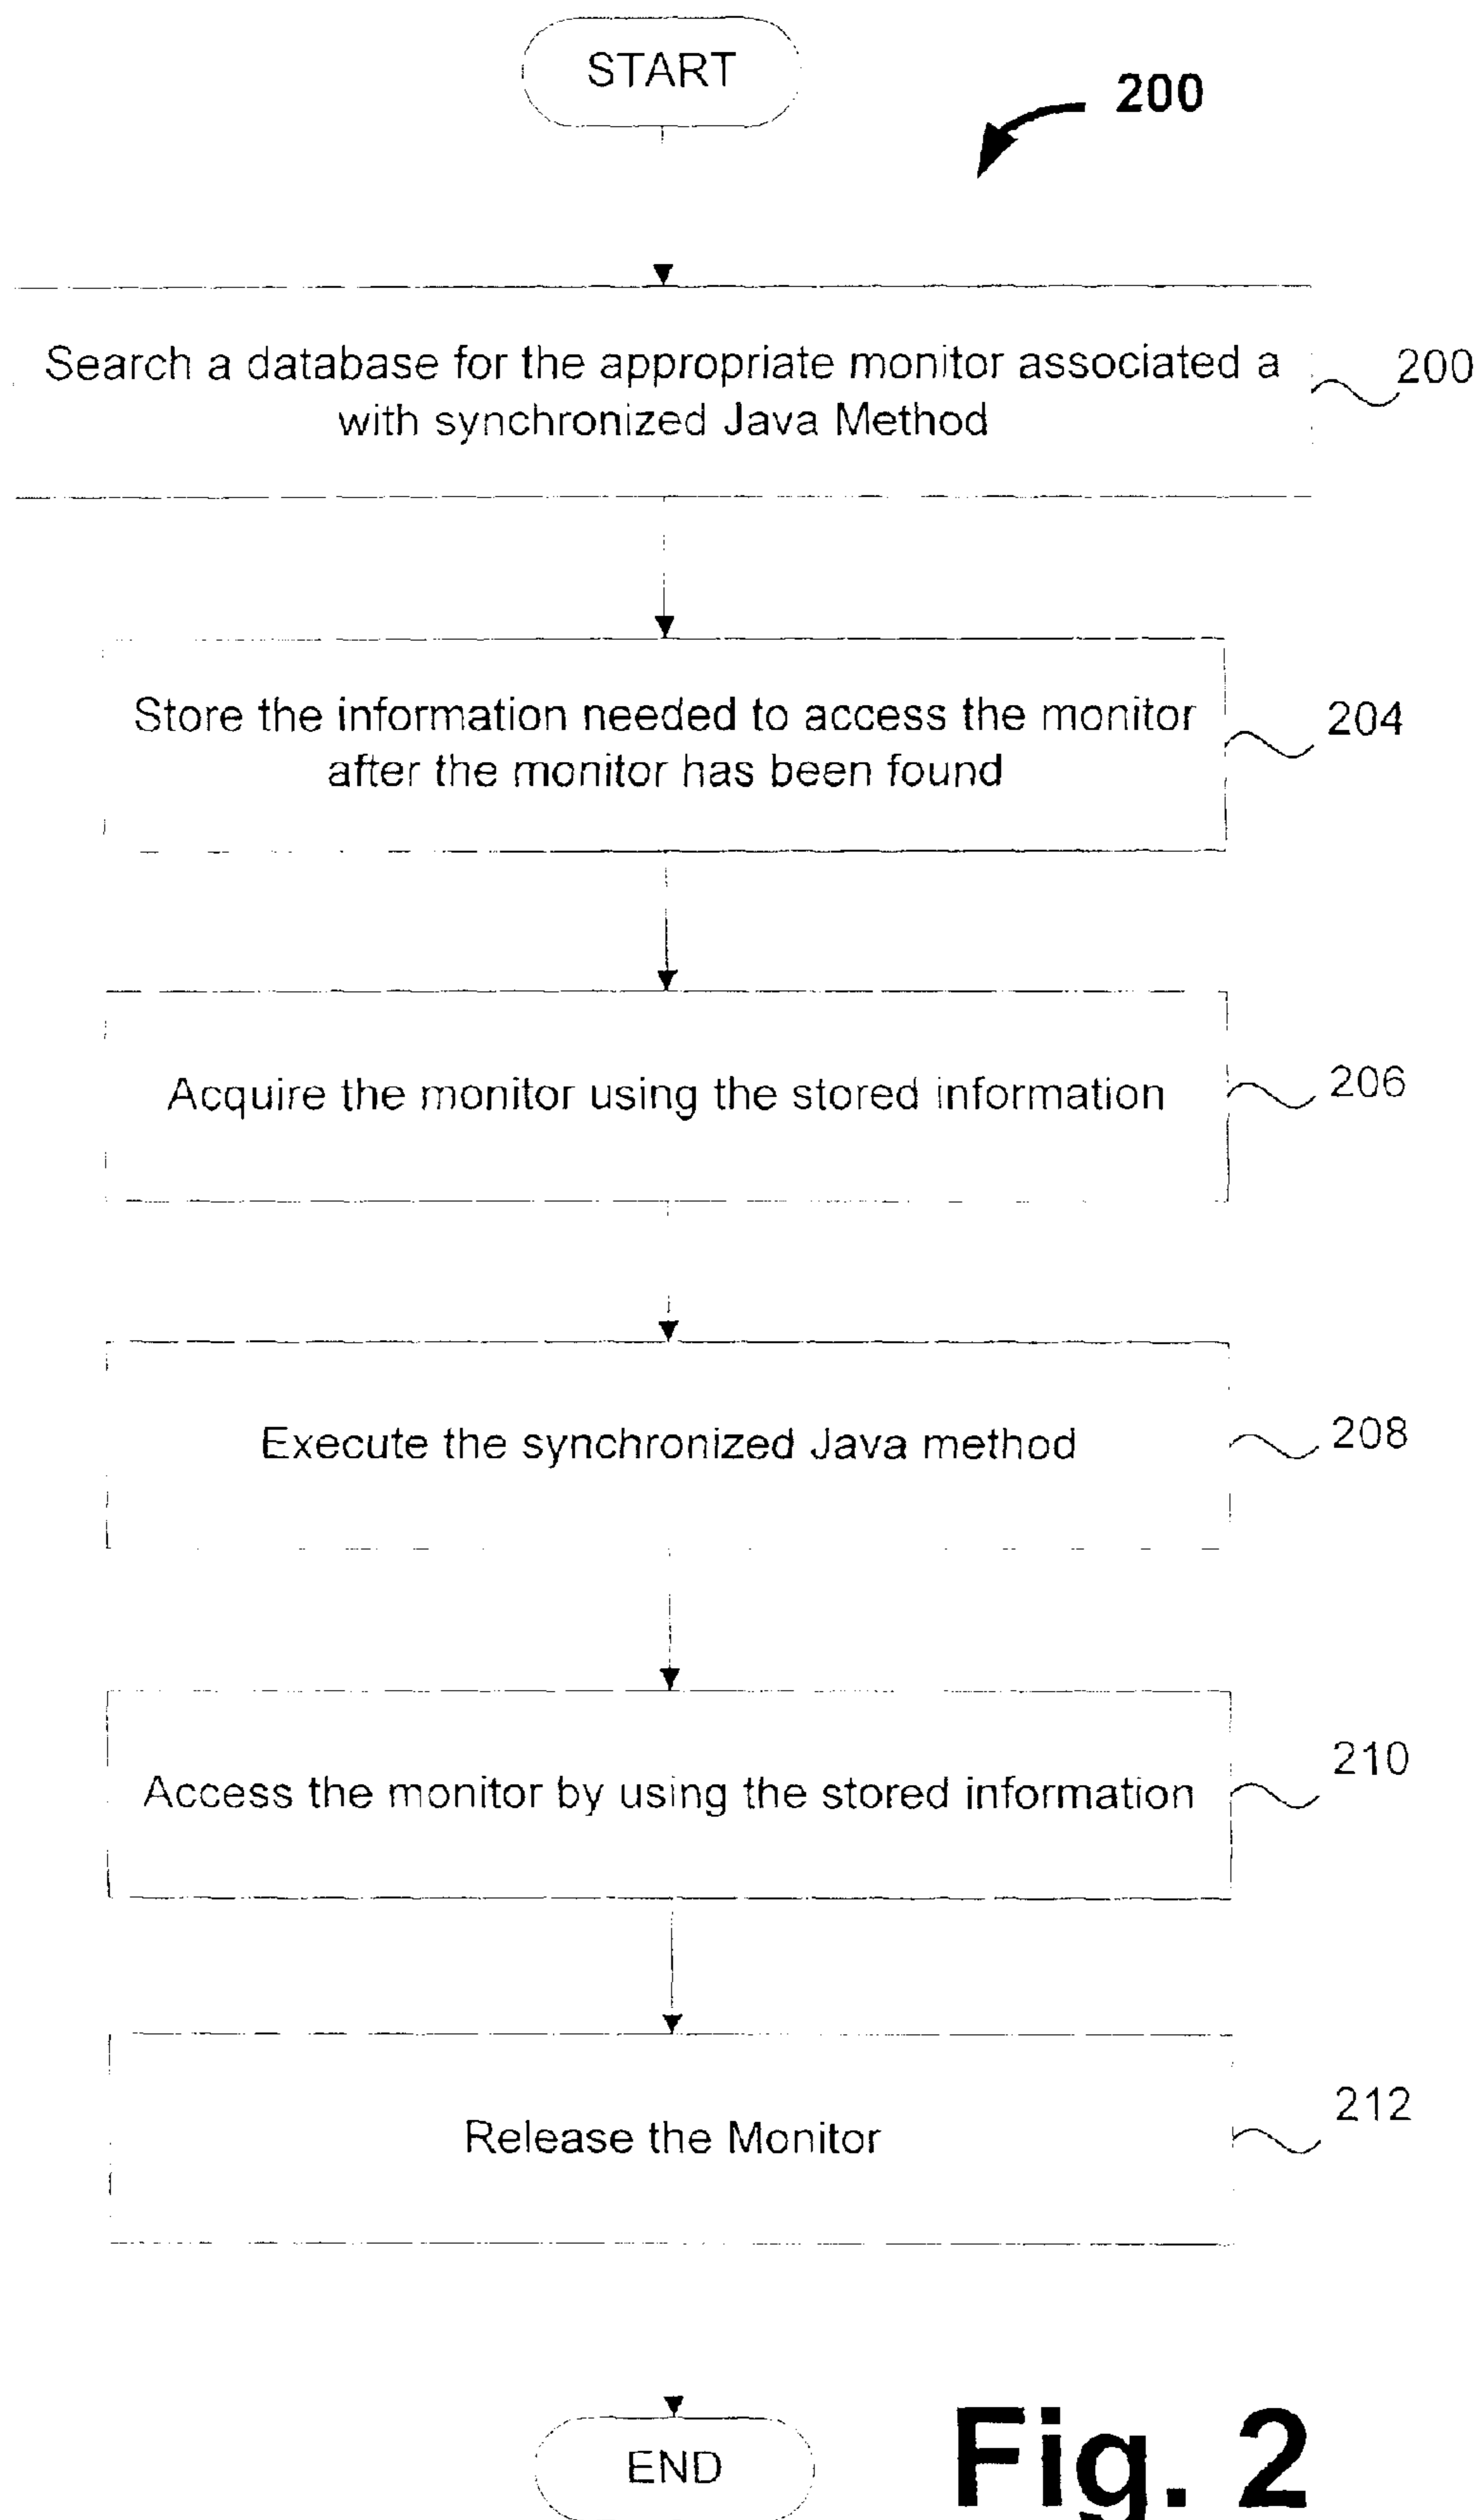 START
200
Search a database for the appropriate monitor associated a
with synchronized Java Method
200
Store the information needed to access the monitor
after the monitor has been found
204
Acquire the monitor using the stored information
206
Execute the synchronized Java method
208
Access the monitor by using the stored information
210
Release the Monitor
212
END
Fig. 2